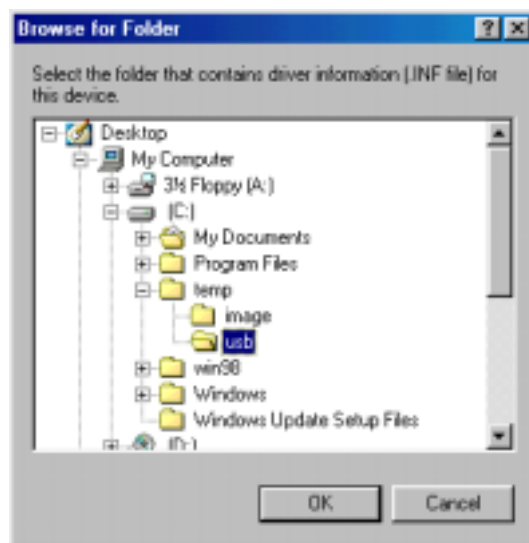 Browse for Folder
Select the folder that contains driver information (.INF file) for
this device.
Desktop
My Computer
3½ Floppy (A:)
(C:)
My Documents
Program Files
temp
image
usb
win98
Windows
Windows Update Setup Files
(D:)
OK
Cancel